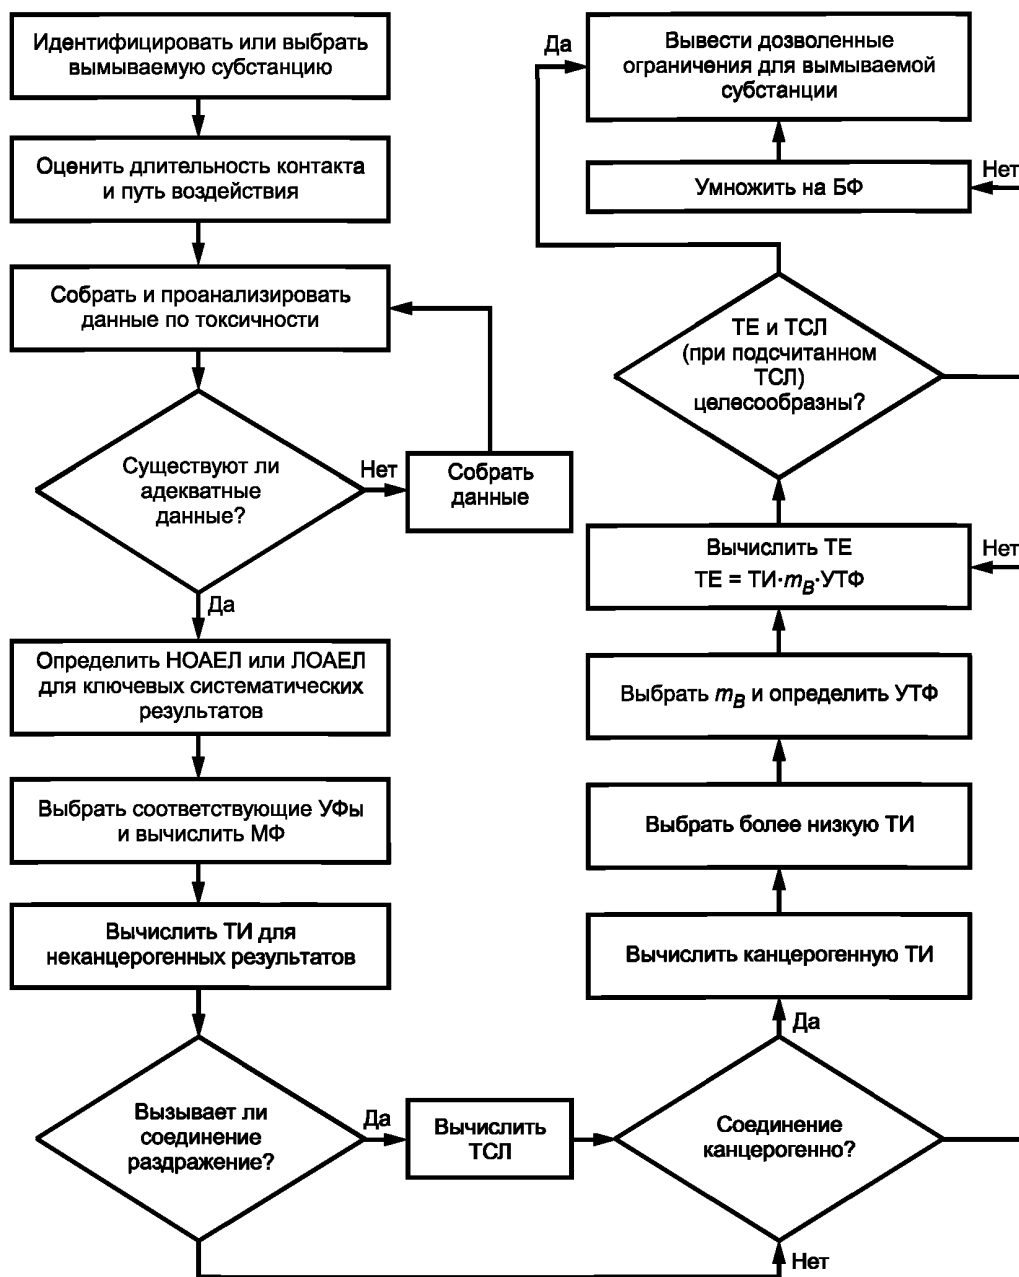 Идентифицировать или выбрать
вымываемую субстанцию
Оценить длительность контакта
и путь воздействия
Собрать и проанализировать
данные по токсичности
Существуют ли
адекватные
данные?
Нет
Собрать
данные
Да
Определить НОАЕЛ или ЛОАЕЛ
для ключевых систематических
результатов
Выбрать соответствующие УФы
и вычислить МФ
Вычислить ТИ для
неканцерогенных результатов
Вызывает ли
соединение
раздражение?
Да
Вычислить
ТСЛ
Соединение
канцерогенно?
Нет
Да
Вычислить канцерогенную ТИ
Выбрать более низкую ТИ
Выбрать mB и определить УТФ
Вычислить ТЕ
ТЕ = ТИ·mB·УТФ
Нет
ТЕ и ТСЛ
(при подсчитанном
ТСЛ)
целесообразны?
Умножить на БФ
Нет
Да
Вывести дозволенные
ограничения для вымываемой
субстанции